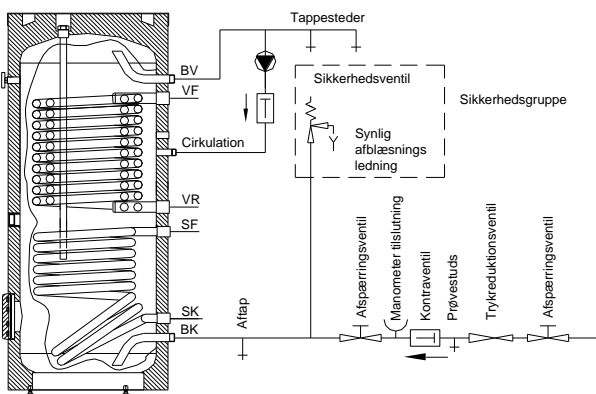 Tappesteder
BV
VF
Cirkulation
VR
SF
SK
BK
Sikkerhedsventil
Synlig
afblæsnings
ledning
Sikkerhedsgruppe
Aftap
Afspærringsventil
Manometer tilslutning
Kontraventil
Prøvestuds
Trykreduktionsventil
Afspærringsventil